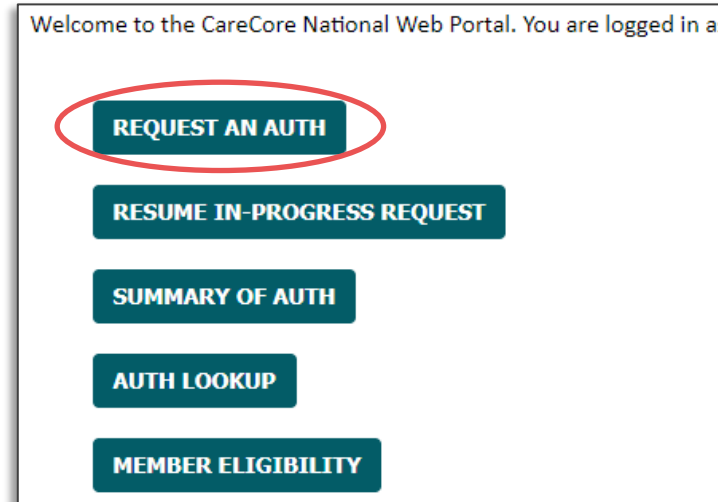 Welcome to the CareCore National Web Portal. You are logged in as
REQUEST AN AUTH
RESUME IN-PROGRESS REQUEST
SUMMARY OF AUTH
AUTH LOOKUP
MEMBER ELIGIBILITY